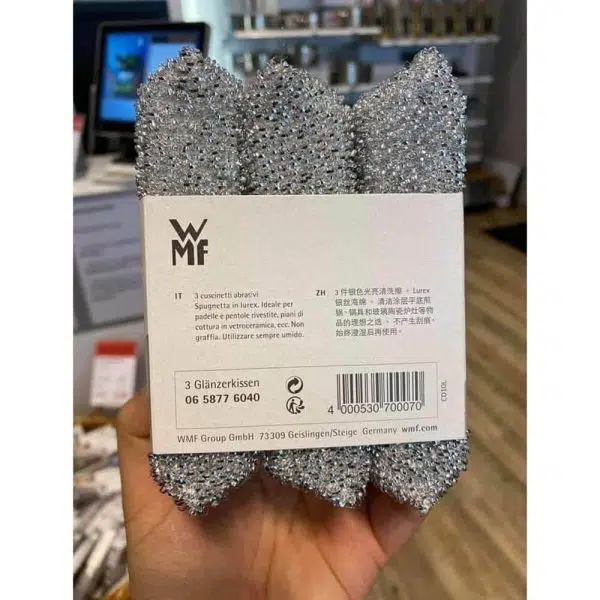 WMF
IT 3 cuscinetti abrasivi
Spugnetta in lurex. Ideale per
padelle e pentole rivestite, piani di
cottura in vetroceramica, ecc. Non
graffia. Utilizzare sempre umido.
ZH 3 件银色光亮清洗擦 。 Lurex
银丝海绵 。 清洁涂层平底煎
锅、锅具和玻璃陶瓷炉灶等物
品的理想之选 。 不产生刮痕。
始终浸湿后再使用。
3 Glänzerkissen
06 5877 6040
4 000530 700070
CD10L
WMF Group GmbH 73309 Geislingen/Steige Germany wmf.com